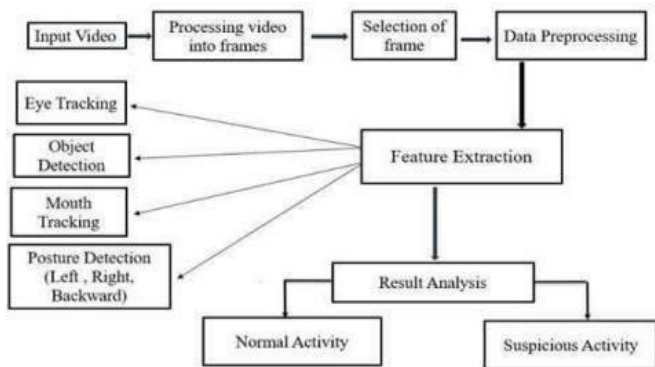 Input Video
Processing video
into frames
Selection of
frame
Data Preprocessing
Eye Tracking
Object
Detection
Mouth
Tracking
Posture Detection
(Left , Right,
Backward)
Feature Extraction
Result Analysis
Normal Activity
Suspicious Activity